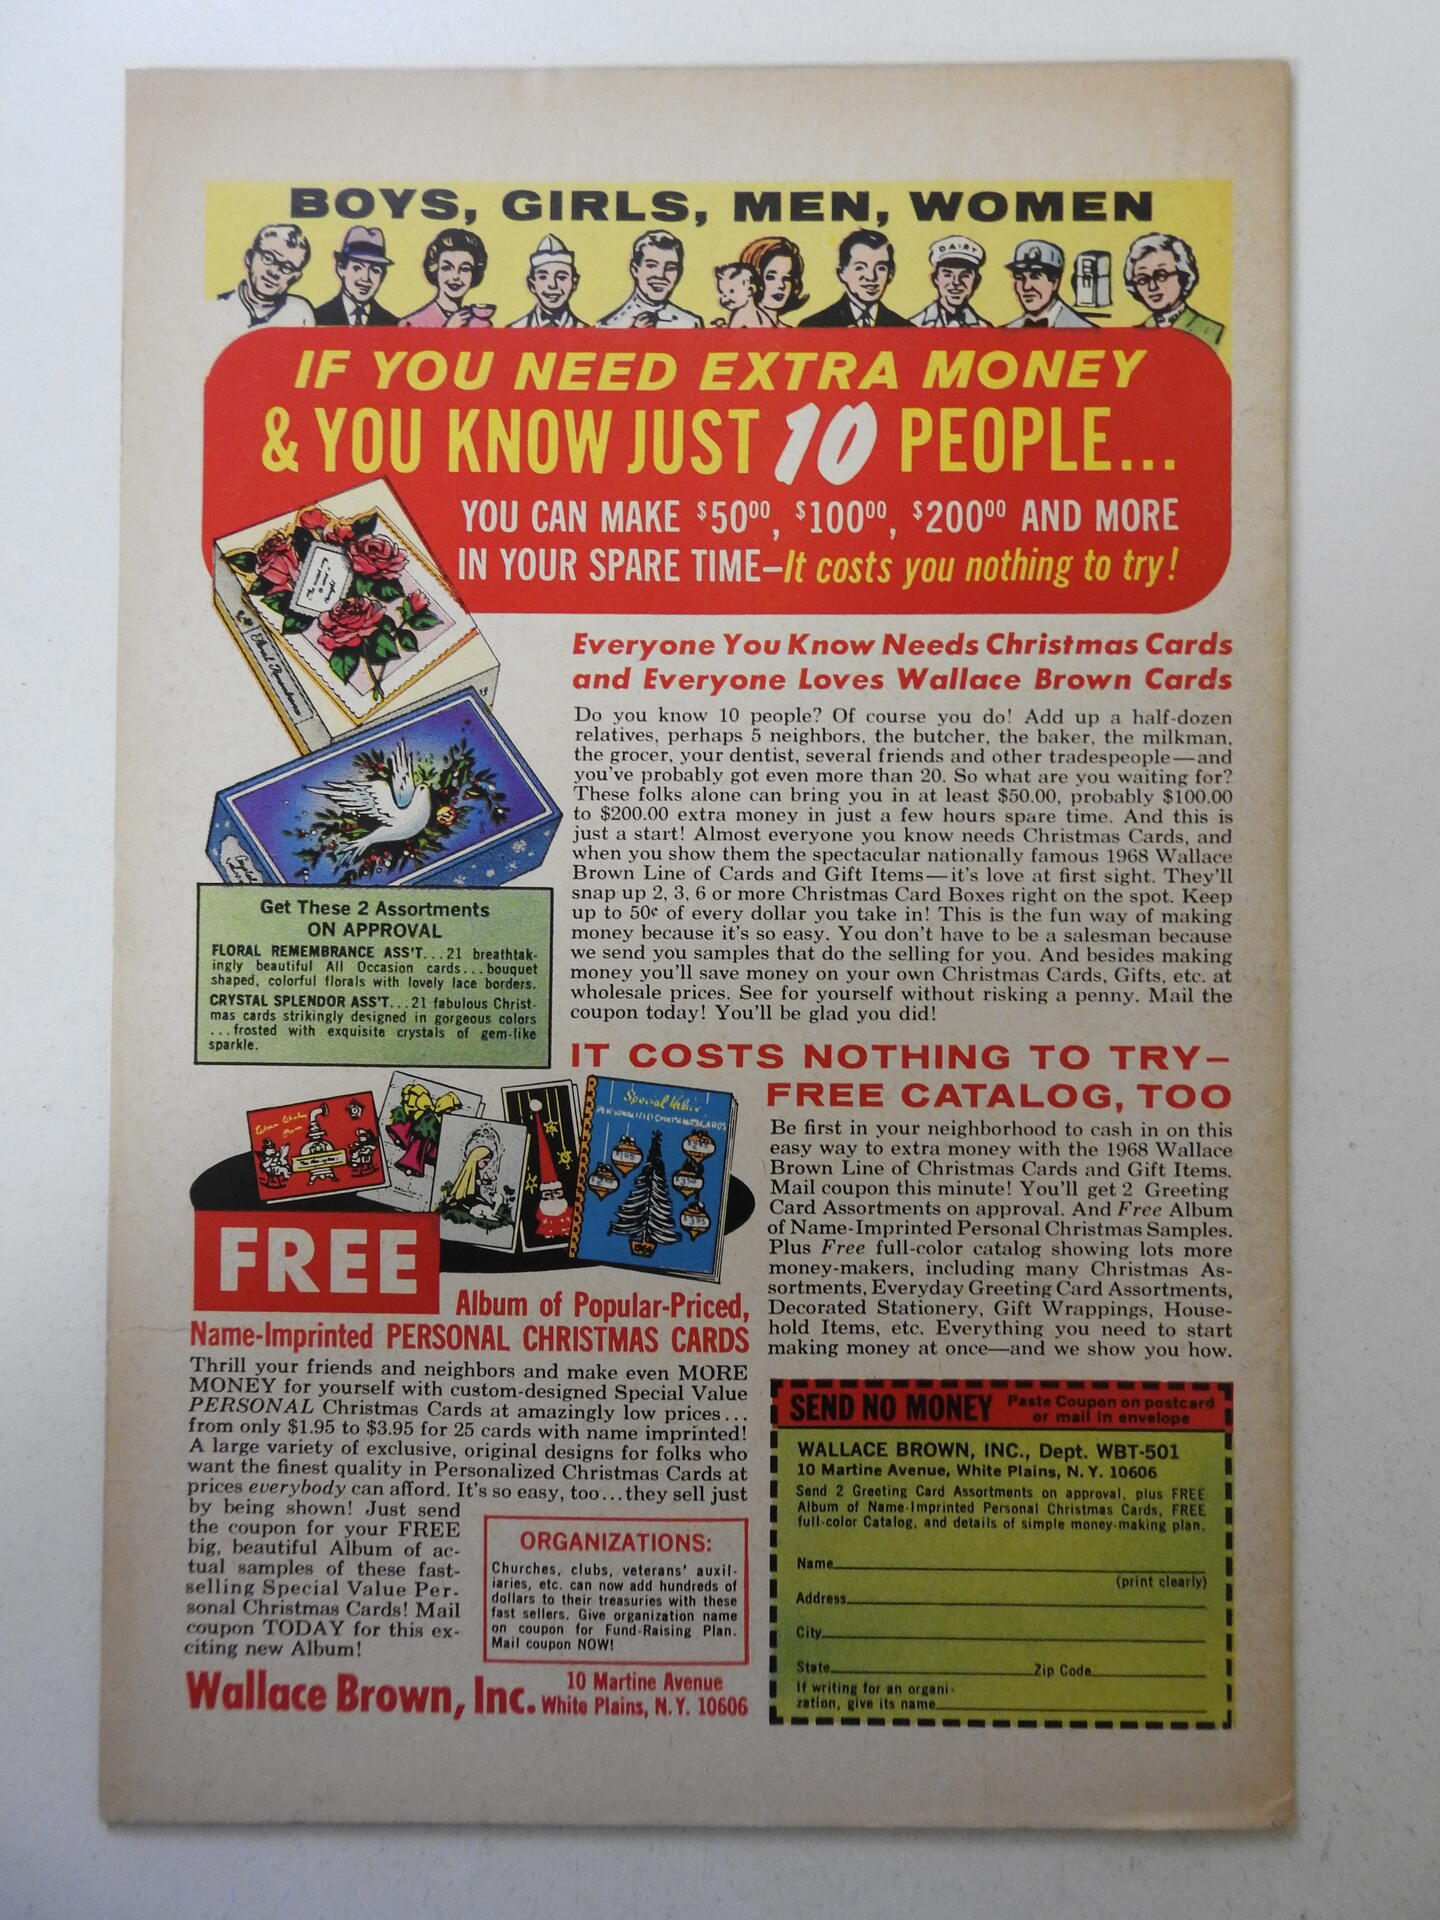 BOYS, GIRLS, MEN, WOMEN
DAIRY
IF YOU NEED EXTRA MONEY
& YOU KNOW JUST 10 PEOPLE...
YOU CAN MAKE $50⁰⁰, $100⁰⁰, $200⁰⁰ AND MORE
IN YOUR SPARE TIME—It costs you nothing to try!
Everyone You Know Needs Christmas Cards
and Everyone Loves Wallace Brown Cards
Do you know 10 people? Of course you do! Add up a half-dozen
relatives, perhaps 5 neighbors, the butcher, the baker, the milkman,
the grocer, your dentist, several friends and other tradespeople—and
you've probably got even more than 20. So what are you waiting for?
These folks alone can bring you in at least $50.00, probably $100.00
to $200.00 extra money in just a few hours spare time. And this is
just a start! Almost everyone you know needs Christmas Cards, and
when you show them the spectacular nationally famous 1968 Wallace
Brown Line of Cards and Gift Items—it's love at first sight. They'll
snap up 2, 3, 6 or more Christmas Card Boxes right on the spot. Keep
up to 50¢ of every dollar you take in! This is the fun way of making
money because it's so easy. You don't have to be a salesman because
we send you samples that do the selling for you. And besides making
money you'll save money on your own Christmas Cards, Gifts, etc. at
wholesale prices. See for yourself without risking a penny. Mail the
coupon today! You'll be glad you did!
Get These 2 Assortments
ON APPROVAL
FLORAL REMEMBRANCE ASS'T...21 breathtak-
ingly beautiful All Occasion cards...bouquet
shaped, colorful florals with lovely lace borders.
CRYSTAL SPLENDOR ASS'T...21 fabulous Christ-
mas cards strikingly designed in gorgeous colors
...frosted with exquisite crystals of gem-like
sparkle.
IT COSTS NOTHING TO TRY—
FREE CATALOG, TOO
Be first in your neighborhood to cash in on this
easy way to extra money with the 1968 Wallace
Brown Line of Christmas Cards and Gift Items.
Mail coupon this minute! You'll get 2 Greeting
Card Assortments on approval. And Free Album
of Name-Imprinted Personal Christmas Samples.
Plus Free full-color catalog showing lots more
money-makers, including many Christmas As-
sortments, Everyday Greeting Card Assortments,
Decorated Stationery, Gift Wrappings, House-
hold Items, etc. Everything you need to start
making money at once—and we show you how.
Special Value
PERSONALIZED CHRISTMAS CARDS
FREE
Album of Popular-Priced,
Name-Imprinted PERSONAL CHRISTMAS CARDS
Thrill your friends and neighbors and make even MORE
MONEY for yourself with custom-designed Special Value
PERSONAL Christmas Cards at amazingly low prices...
from only $1.95 to $3.95 for 25 cards with name imprinted!
A large variety of exclusive, original designs for folks who
want the finest quality in Personalized Christmas Cards at
prices everybody can afford. It's so easy, too...they sell just
by being shown! Just send
the coupon for your FREE
big, beautiful Album of ac-
tual samples of these fast-
selling Special Value Per-
sonal Christmas Cards! Mail
coupon TODAY for this ex-
citing new Album!
ORGANIZATIONS:
Churches, clubs, veterans' auxil-
iaries, etc. can now add hundreds of
dollars to their treasuries with these
fast sellers. Give organization name
on coupon for Fund-Raising Plan.
Mail coupon NOW!
Wallace Brown, Inc. 10 Martine Avenue
White Plains, N.Y. 10606
SEND NO MONEY Paste Coupon on postcard
or mail in envelope
WALLACE BROWN, INC., Dept. WBT-501
10 Martine Avenue, White Plains, N.Y. 10606
Send 2 Greeting Card Assortments on approval, plus FREE
Album of Name-Imprinted Personal Christmas Cards, FREE
full-color Catalog, and details of simple money-making plan.
Name
(print clearly)
Address
City
State Zip Code
If writing for an organi-
zation, give its name